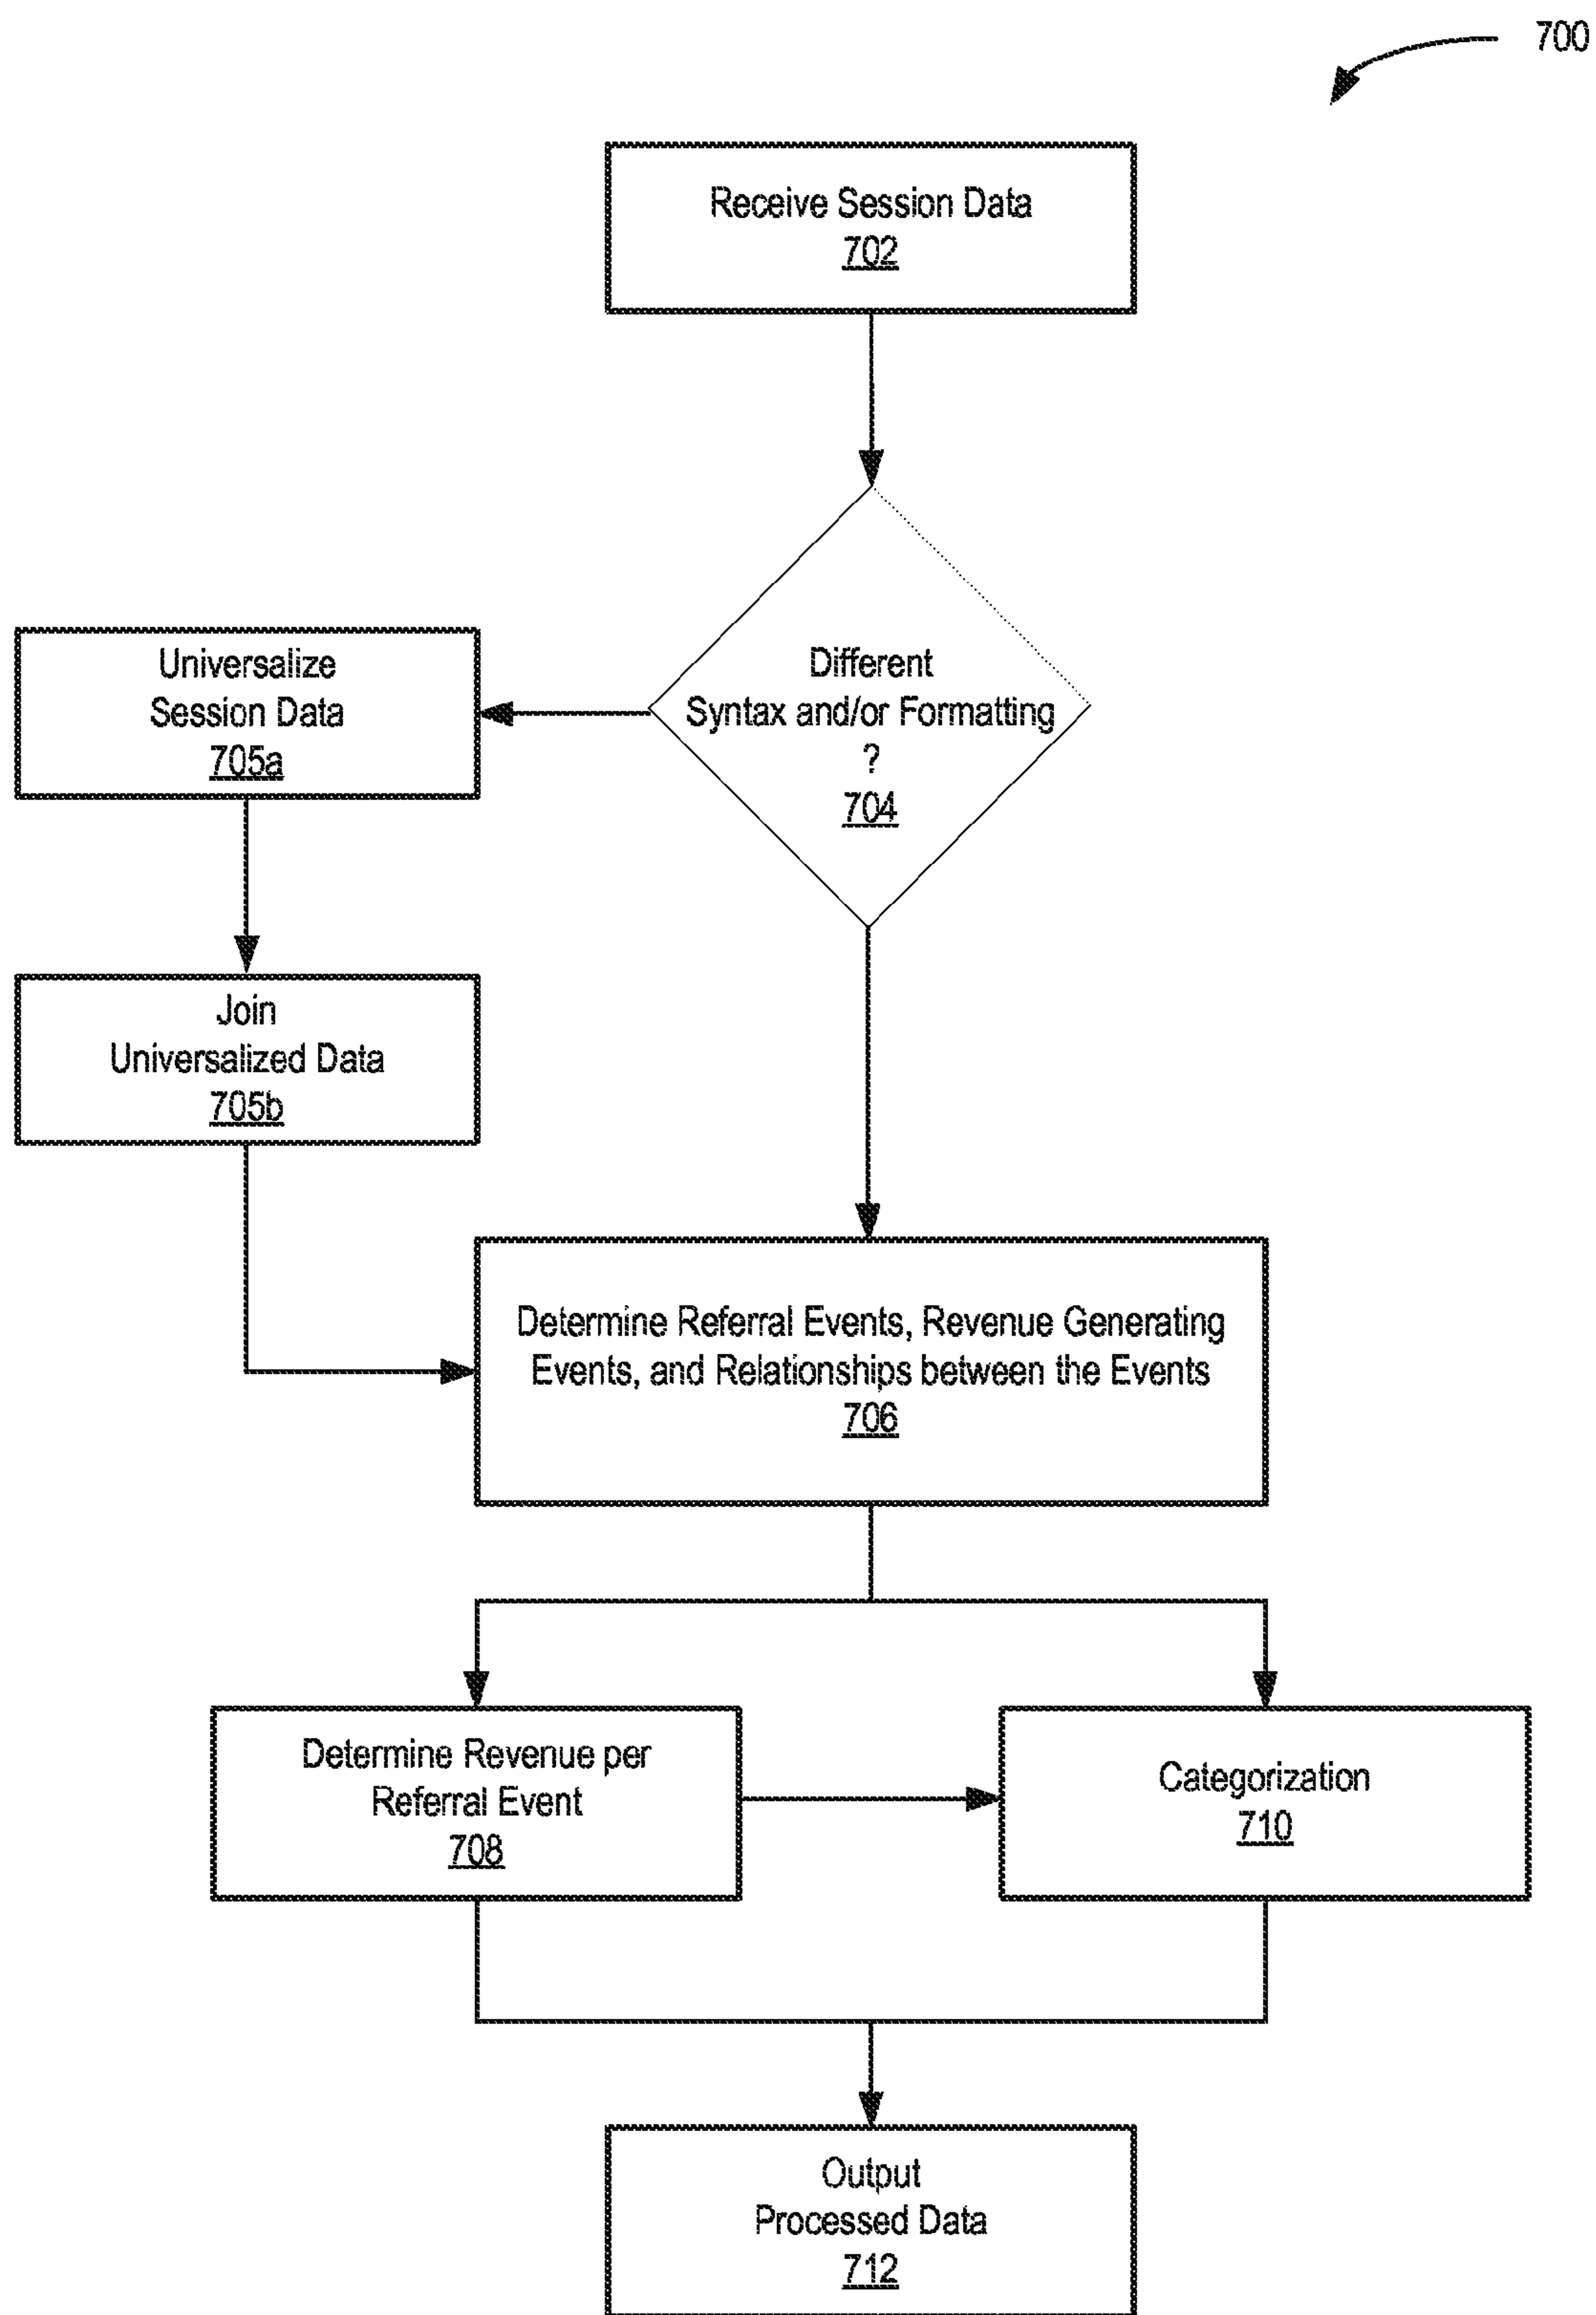 700
Receive Session Data
702
Different
Syntax and/or Formatting
?
704
Universalize
Session Data
705a
Join
Universalized Data
705b
Determine Referral Events, Revenue Generating
Events, and Relationships between the Events
706
Determine Revenue per
Referral Event
708
Categorization
710
Output
Processed Data
712